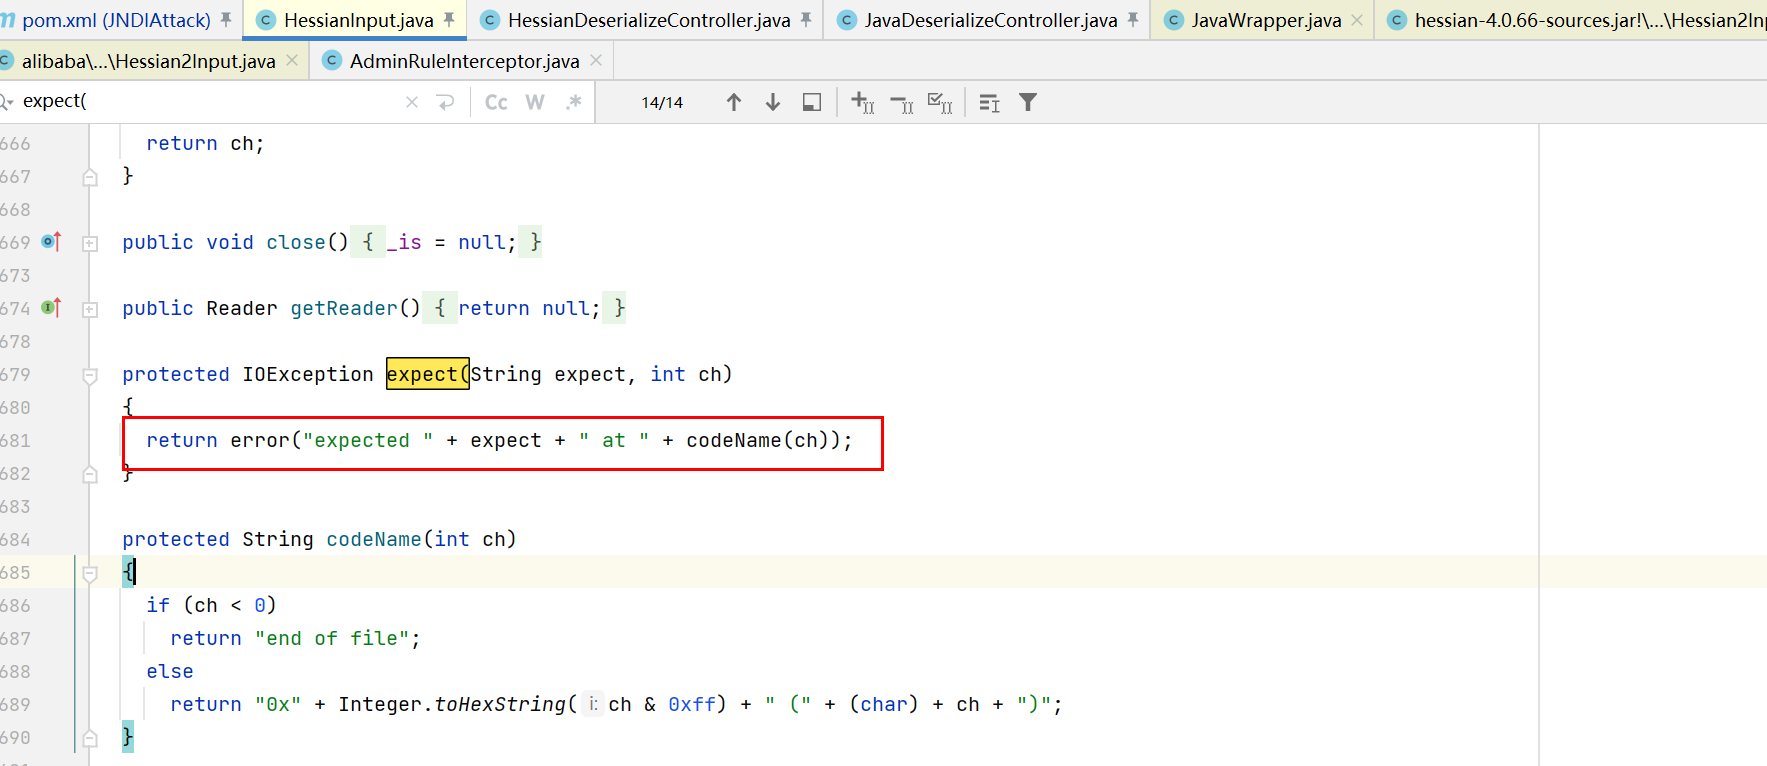 pom.xml (JNDIAttack) HessianInput.java HessianDeserializeController.java JavaDeserializeController.java JavaWrapper.java hessian-4.0.66-sources.jar!\...\Hessian2In
alibaba\...\Hessian2Input.java AdminRuleInterceptor.java
expect( Cc W .* 14/14
666 return ch;
667 }
668
669 public void close() { _is = null; }
673
674 public Reader getReader() { return null; }
678
679 protected IOException expect(String expect, int ch)
680 {
681 return error("expected " + expect + " at " + codeName(ch));
682 }
683
684 protected String codeName(int ch)
685 {
686 if (ch < 0)
687 return "end of file";
688 else
689 return "0x" + Integer.toHexString( i: ch & 0xff) + " (" + (char) + ch + ")";
690 }